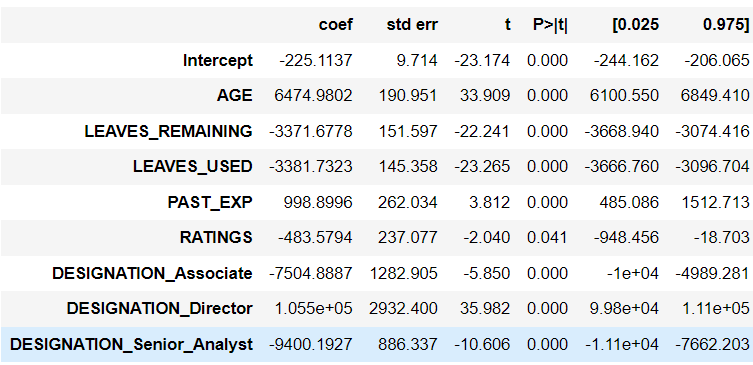 coef std err t P>|t| [0.025 0.975]
Intercept -225.1137 9.714 -23.174 0.000 -244.162 -206.065
AGE 6474.9802 190.951 33.909 0.000 6100.550 6849.410
LEAVES_REMAINING -3371.6778 151.597 -22.241 0.000 -3668.940 -3074.416
LEAVES_USED -3381.7323 145.358 -23.265 0.000 -3666.760 -3096.704
PAST_EXP 998.8996 262.034 3.812 0.000 485.086 1512.713
RATINGS -483.5794 237.077 -2.040 0.041 -948.456 -18.703
DESIGNATION_Associate -7504.8887 1282.905 -5.850 0.000 -1e+04 -4989.281
DESIGNATION_Director 1.055e+05 2932.400 35.982 0.000 9.98e+04 1.11e+05
DESIGNATION_Senior_Analyst -9400.1927 886.337 -10.606 0.000 -1.11e+04 -7662.203